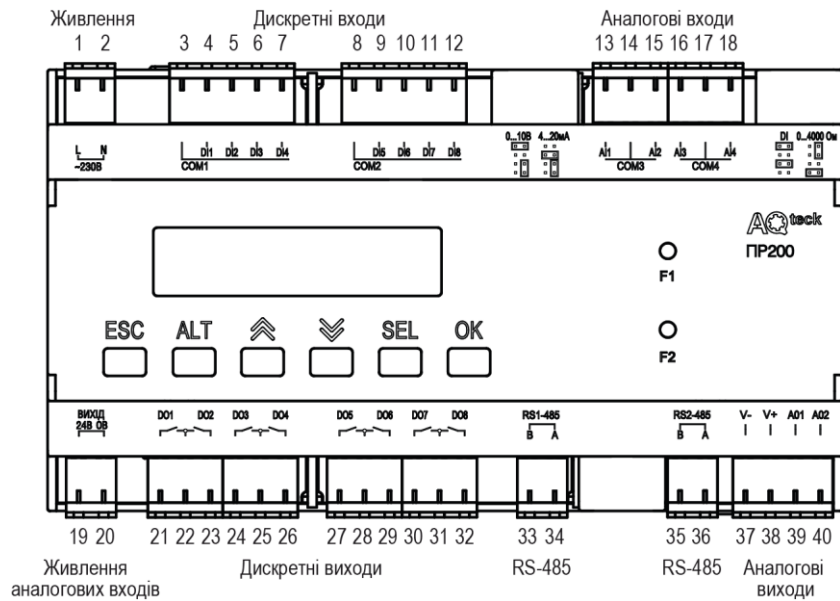 Живлення Дискретні входи Аналогові входи
1 2 3 4 5 6 7 8 9 10 11 12 13 14 15 16 17 18
0...10В 4...20мА DI 0...4000 Ом
L N DI1 DI2 DI3 DI4 DI5 DI6 DI7 DI8 AI1 AI2 AI3 AI4
~230В COM1 COM2 COM3 COM4
AQteck
ПР200
F1
ESC ALT SEL OK
F2
ВИХІД DO1 DO2 DO3 DO4 DO5 DO6 DO7 DO8 RS1-485 RS2-485 V- V+ AO1 AO2
24В 0В B A B A
19 20 21 22 23 24 25 26 27 28 29 30 31 32 33 34 35 36 37 38 39 40
Живлення Дискретні виходи RS-485 RS-485 Аналогові
аналогових входів виходи